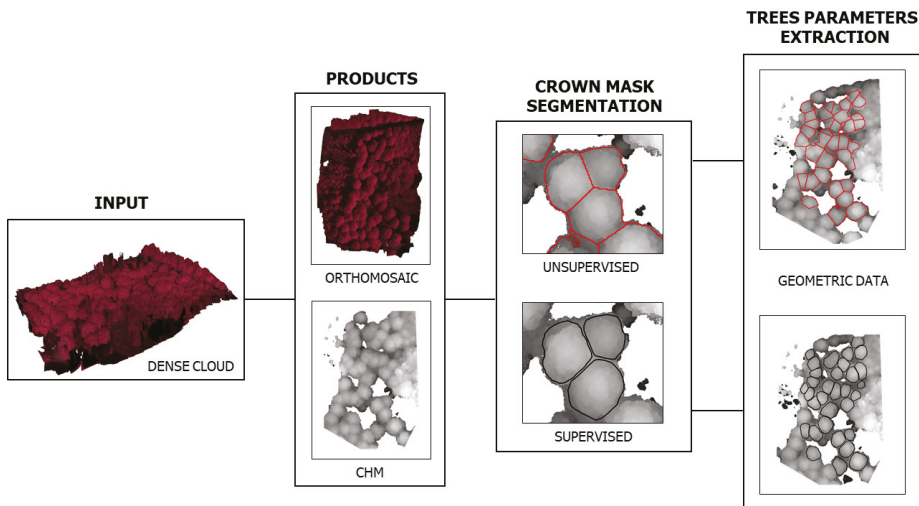 INPUT
DENSE CLOUD
PRODUCTS
ORTHOMOSAIC
CHM
CROWN MASK
SEGMENTATION
UNSUPERVISED
SUPERVISED
TREES PARAMETERS
EXTRACTION
GEOMETRIC DATA